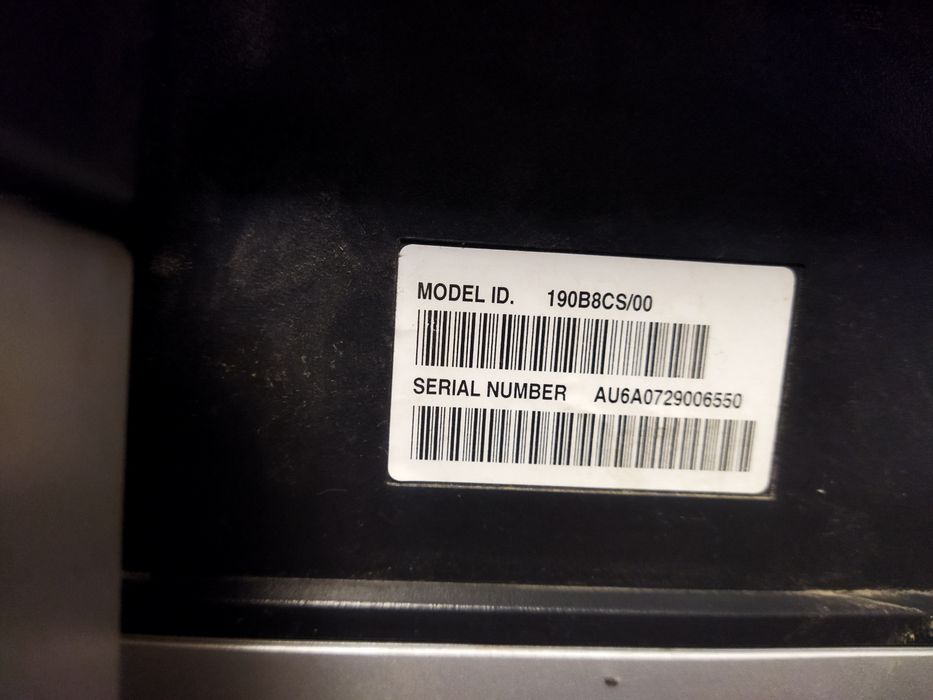 MODEL ID. 190B8CS/00
SERIAL NUMBER AU6A0729006550